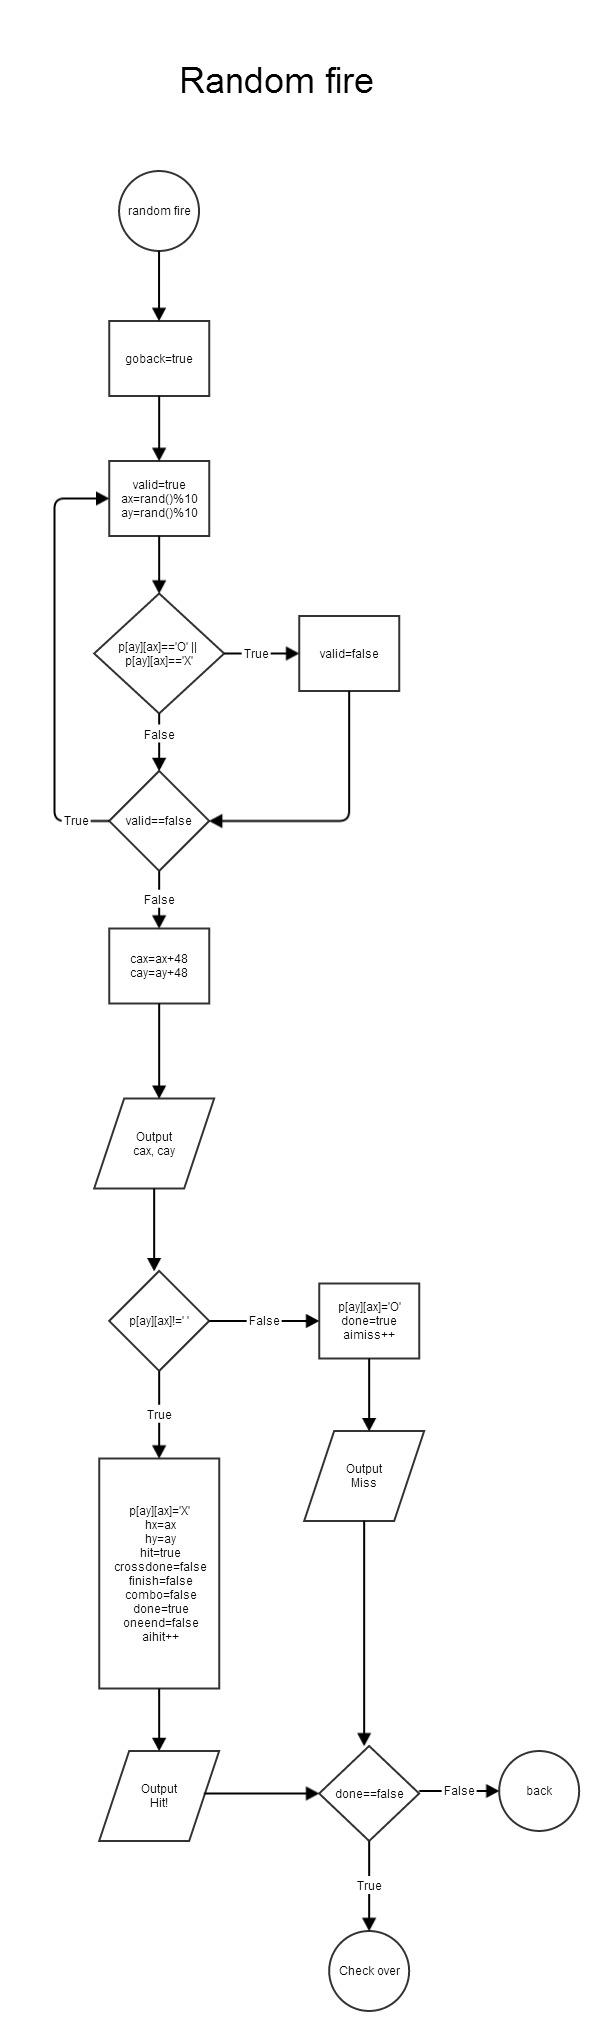 Random fire
random fire
goback=true
valid=true
ax=rand()%10
ay=rand()%10
p[ay][ax]=='O' ||
p[ay][ax]=='X'
True
valid=false
False
valid==false
True
False
cax=ax+48
cay=ay+48
Output
cax, cay
p[ay][ax]!=' '
False
p[ay][ax]='O'
done=true
aimiss++
True
Output
Miss
p[ay][ax]='X'
hx=ax
hy=ay
hit=true
crossdone=false
finish=false
combo=false
done=true
oneend=false
aihit++
Output
Hit!
done==false
False
back
True
Check over